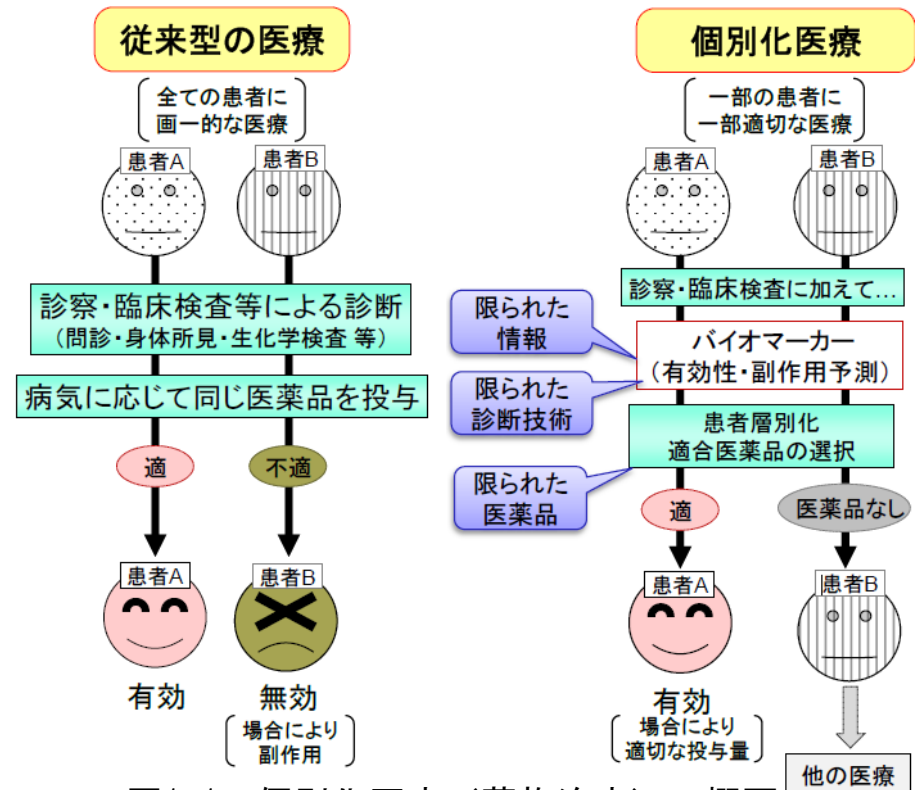 従来型の医療
全ての患者に
画一的な医療
患者A
患者B
診察・臨床検査等による診断
(問診・身体所見・生化学検査 等)
病気に応じて同じ医薬品を投与
適
不適
患者A
患者B
有効
無効
場合により
副作用
個別化医療
一部の患者に
一部適切な医療
患者A
患者B
診察・臨床検査に加えて…
限られた
情報
バイオマーカー
(有効性・副作用予測)
限られた
診断技術
患者層別化
適合医薬品の選択
限られた
医薬品
適
医薬品なし
患者A
患者B
有効
場合により
適切な投与量
他の医療